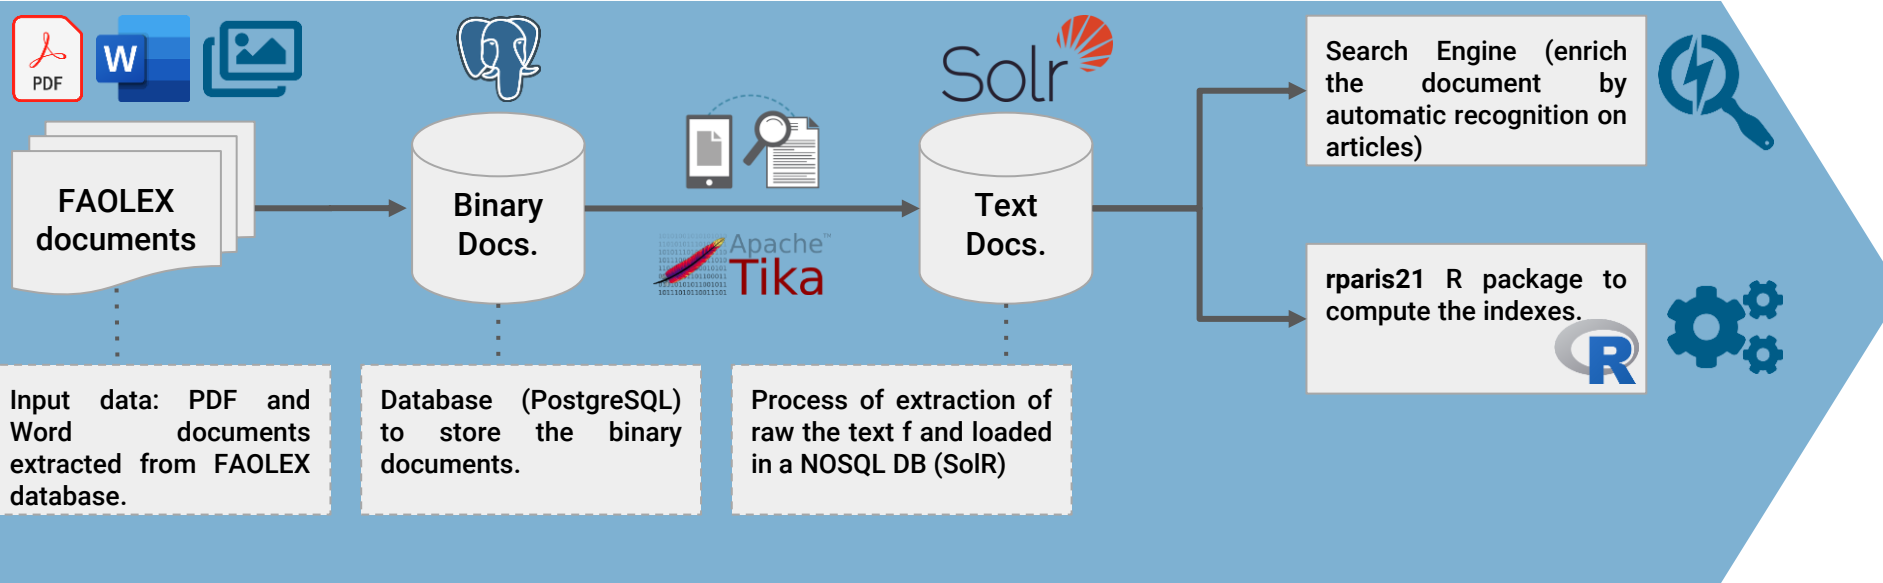 PDF
W
Solr
Search Engine (enrich
the document by
automatic recognition on
articles)
FAOLEX
documents
Binary
Docs.
Apache™
Tika
Text
Docs.
rparis21 R package to
compute the indexes.
R
Input data: PDF and
Word documents
extracted from FAOLEX
database.
Database (PostgreSQL)
to store the binary
documents.
Process of extraction of
raw the text f and loaded
in a NOSQL DB (SolR)